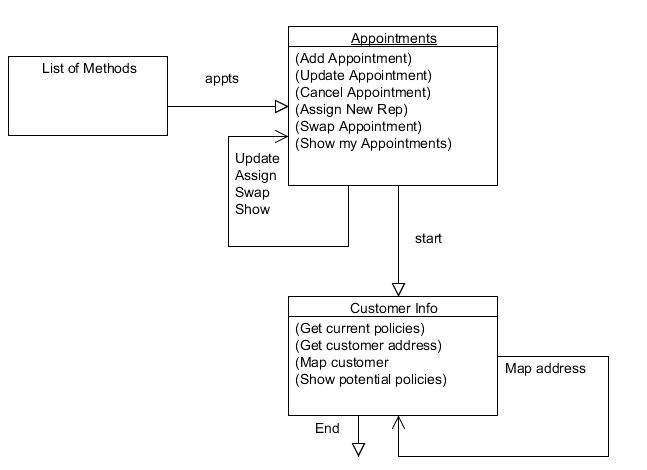 List of Methods
appts
Appointments
(Add Appointment)
(Update Appointment)
(Cancel Appointment)
(Assign New Rep)
(Swap Appointment)
(Show my Appointments)
Update
Assign
Swap
Show
start
Customer Info
(Get current policies)
(Get customer address)
(Map customer
(Show potential policies)
Map address
End